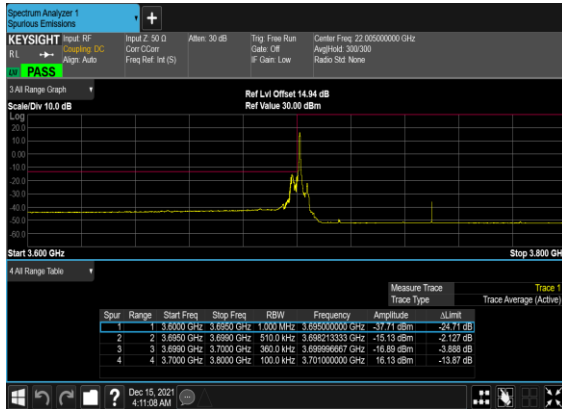 Spectrum Analyzer 1
Spurious Emissions
+
KEYSIGHT Input: RF Input Z: 50 Ω Atten: 30 dB Trig: Free Run Center Freq: 22.005000000 GHz
RL Coupling: DC Corr CCorr Gate: Off Avg|Hold: 300/300
Align: Auto Freq Ref: Int (S) IF Gain: Low Radio Std: None
PASS
3 All Range Graph
Ref Lvl Offset 14.94 dB
Scale/Div 10.0 dB Ref Value 30.00 dBm
Log
20.0
10.0
0.00
-10.0
-20.0
-30.0
-40.0
-50.0
-60.0
Start 3.600 GHz Stop 3.800 GH
4 All Range Table
Measure Trace Trace 1
Trace Type Trace Average (Active)
Spur Range Start Freq Stop Freq RBW Frequency Amplitude ΔLimit
1 1 3.6000 GHz 3.6950 GHz 1.000 MHz 3.695000000 GHz -37.71 dBm -24.71 dB
2 2 3.6950 GHz 3.6990 GHz 510.0 kHz 3.698213333 GHz -15.13 dBm -2.127 dB
3 3 3.6990 GHz 3.7000 GHz 360.0 kHz 3.699996667 GHz -16.89 dBm -3.888 dB
4 4 3.7000 GHz 3.8000 GHz 100.0 kHz 3.701000000 GHz 16.13 dBm -13.87 dB
? Dec 15, 2021
4:11:08 AM